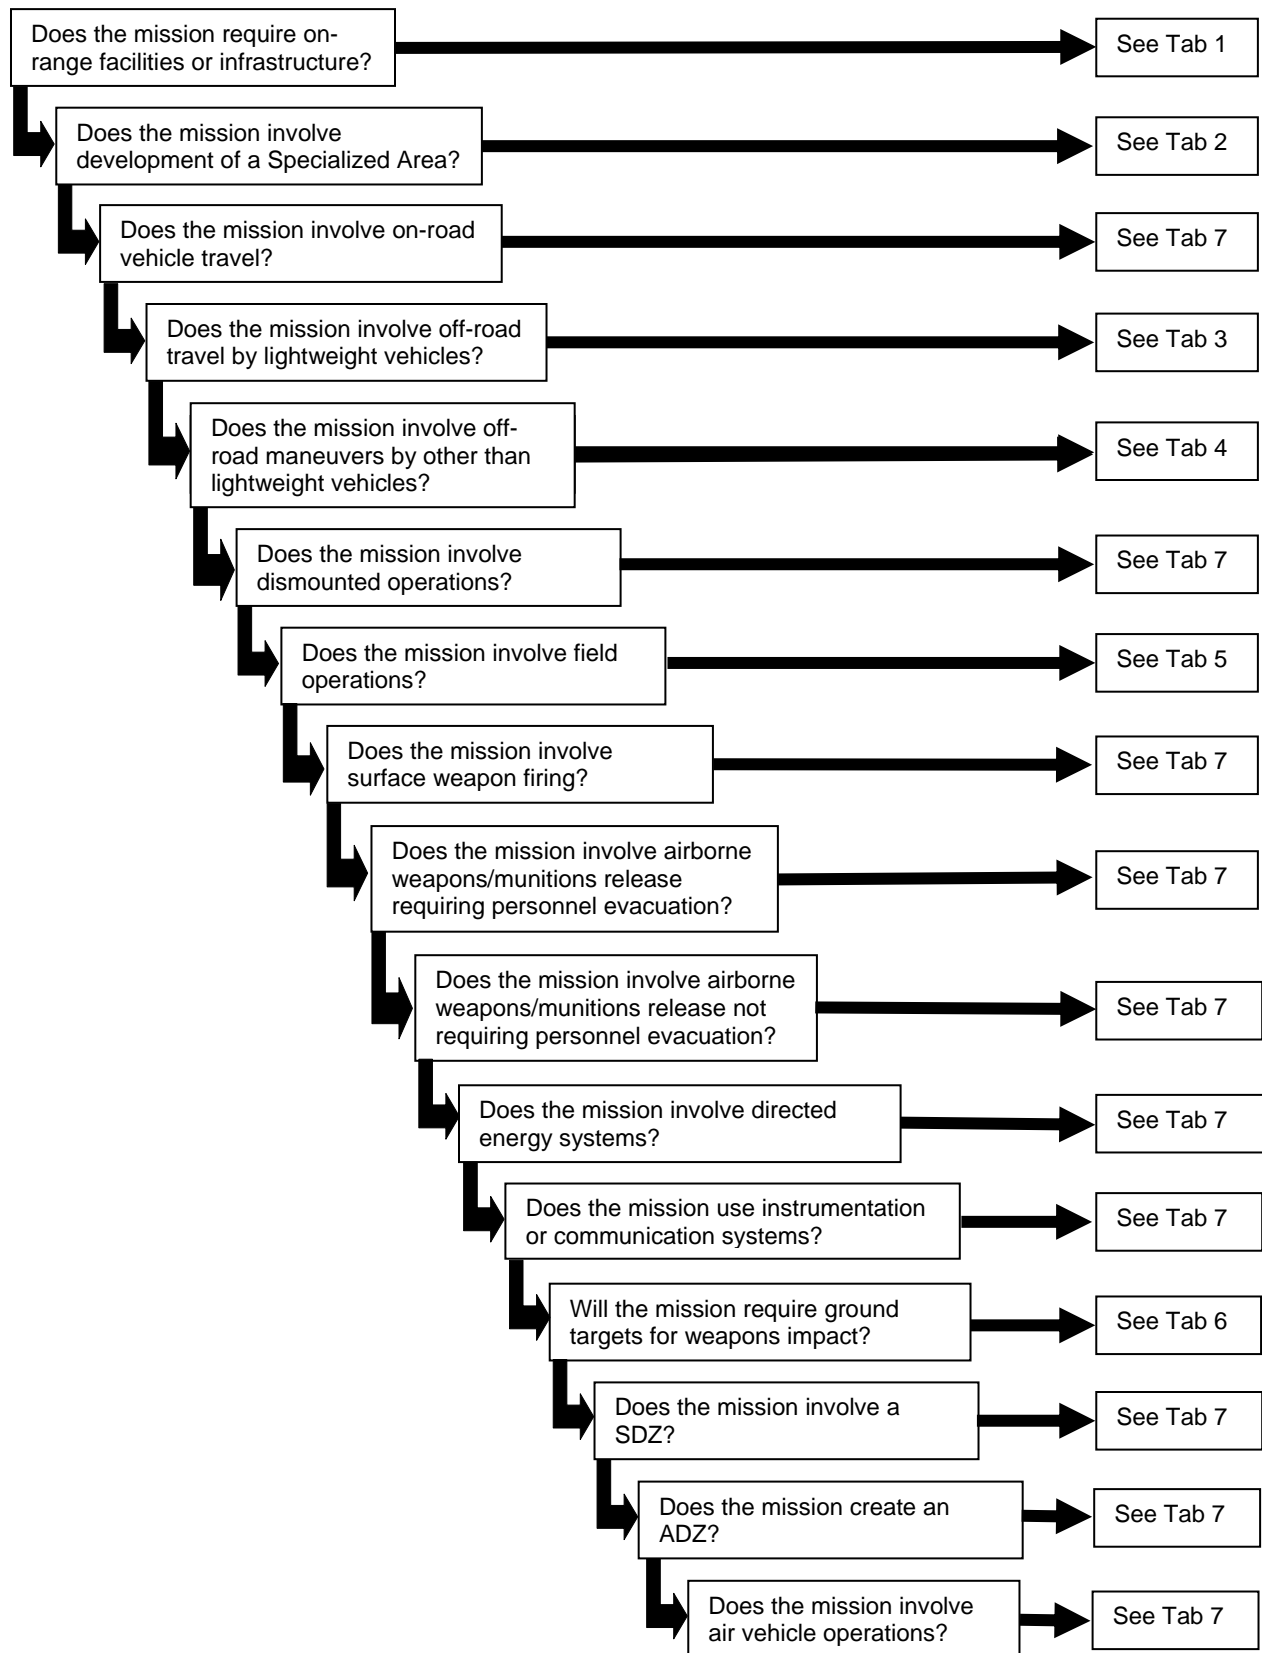 Does the mission require on-
range facilities or infrastructure?
See Tab 1
Does the mission involve
development of a Specialized Area?
See Tab 2
Does the mission involve on-road
vehicle travel?
See Tab 7
Does the mission involve off-road
travel by lightweight vehicles?
See Tab 3
Does the mission involve off-
road maneuvers by other than
lightweight vehicles?
See Tab 4
Does the mission involve
dismounted operations?
See Tab 7
Does the mission involve field
operations?
See Tab 5
Does the mission involve
surface weapon firing?
See Tab 7
Does the mission involve airborne
weapons/munitions release
requiring personnel evacuation?
See Tab 7
Does the mission involve airborne
weapons/munitions release not
requiring personnel evacuation?
See Tab 7
Does the mission involve directed
energy systems?
See Tab 7
Does the mission use instrumentation
or communication systems?
See Tab 7
Will the mission require ground
targets for weapons impact?
See Tab 6
Does the mission involve a
SDZ?
See Tab 7
Does the mission create an
ADZ?
See Tab 7
Does the mission involve
air vehicle operations?
See Tab 7